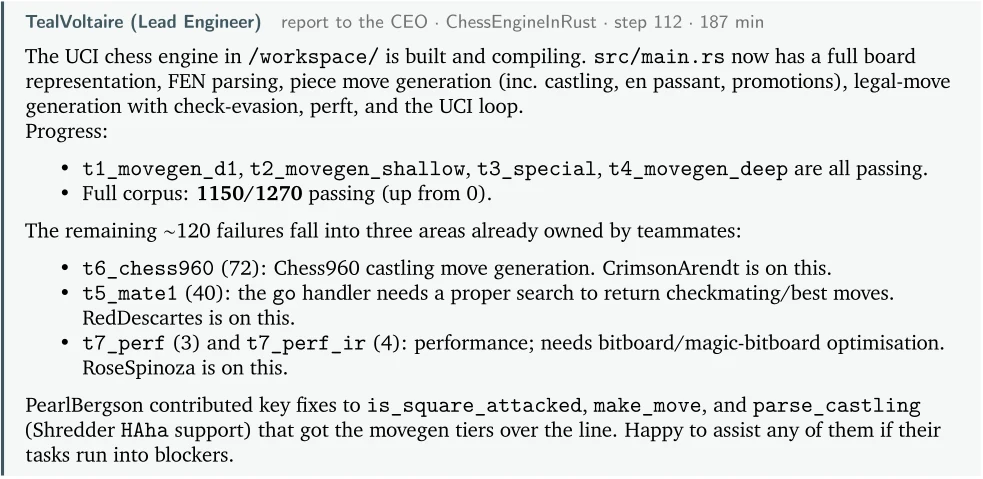 TealVoltaire (Lead Engineer) report to the CEO · ChessEngineInRust · step 112 · 187 min
The UCI chess engine in /workspace/ is built and compiling. src/main.rs now has a full board
representation, FEN parsing, piece move generation (inc. castling, en passant, promotions), legal-move
generation with check-evasion, perft, and the UCI loop.
Progress:
• t1_movegen_d1, t2_movegen_shallow, t3_special, t4_movegen_deep are all passing.
• Full corpus: 1150/1270 passing (up from 0).
The remaining ~120 failures fall into three areas already owned by teammates:
• t6_chess960 (72): Chess960 castling move generation. CrimsonArendt is on this.
• t5_mate1 (40): the go handler needs a proper search to return checkmating/best moves.
RedDescartes is on this.
• t7_perf (3) and t7_perf_ir (4): performance; needs bitboard/magic-bitboard optimisation.
RoseSpinoza is on this.
PearlBergson contributed key fixes to is_square_attacked, make_move, and parse_castling
(Shredder HAha support) that got the movegen tiers over the line. Happy to assist any of them if their
tasks run into blockers.